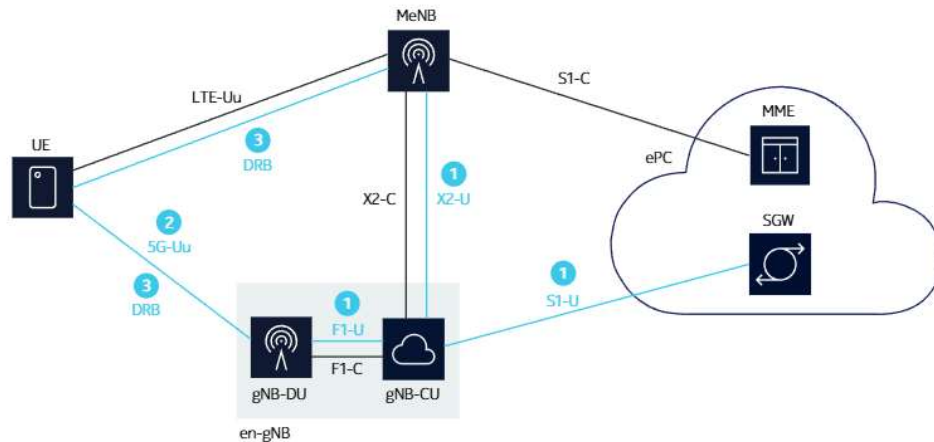 MeNB
S1-C
LTE-Uu
MME
UE
3
DRB
ePC
1
X2-C
X2-U
2
SGW
5G-Uu
1
3
S1-U
DRB
1
F1-U
F1-C
gNB-DU
gNB-CU
en-gNB